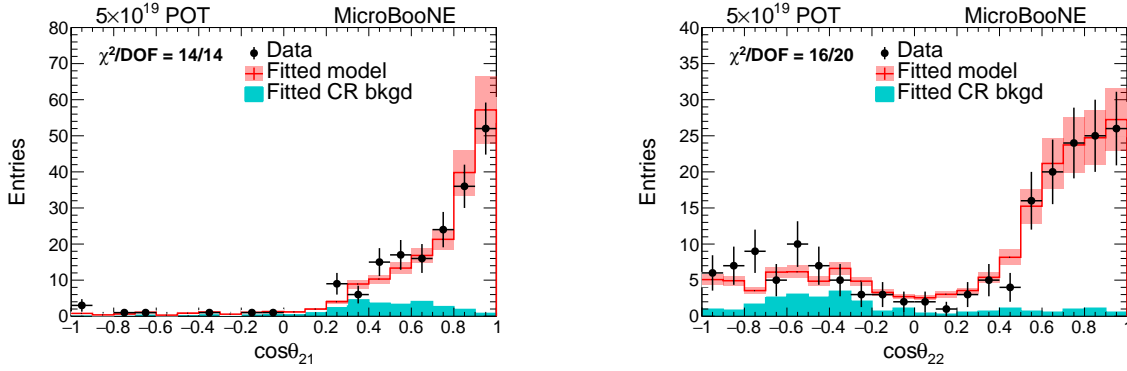 5×10¹⁹ POT MicroBooNE
χ²/DOF = 14/14
Data
Fitted model
Fitted CR bkgd
Entries
80
70
60
50
40
30
20
10
0
−1 −0.8 −0.6 −0.4 −0.2 0 0.2 0.4 0.6 0.8 1
cosθ₂₁
5×10¹⁹ POT MicroBooNE
χ²/DOF = 16/20
Data
Fitted model
Fitted CR bkgd
Entries
40
35
30
25
20
15
10
5
0
−1 −0.8 −0.6 −0.4 −0.2 0 0.2 0.4 0.6 0.8 1
cosθ₂₂